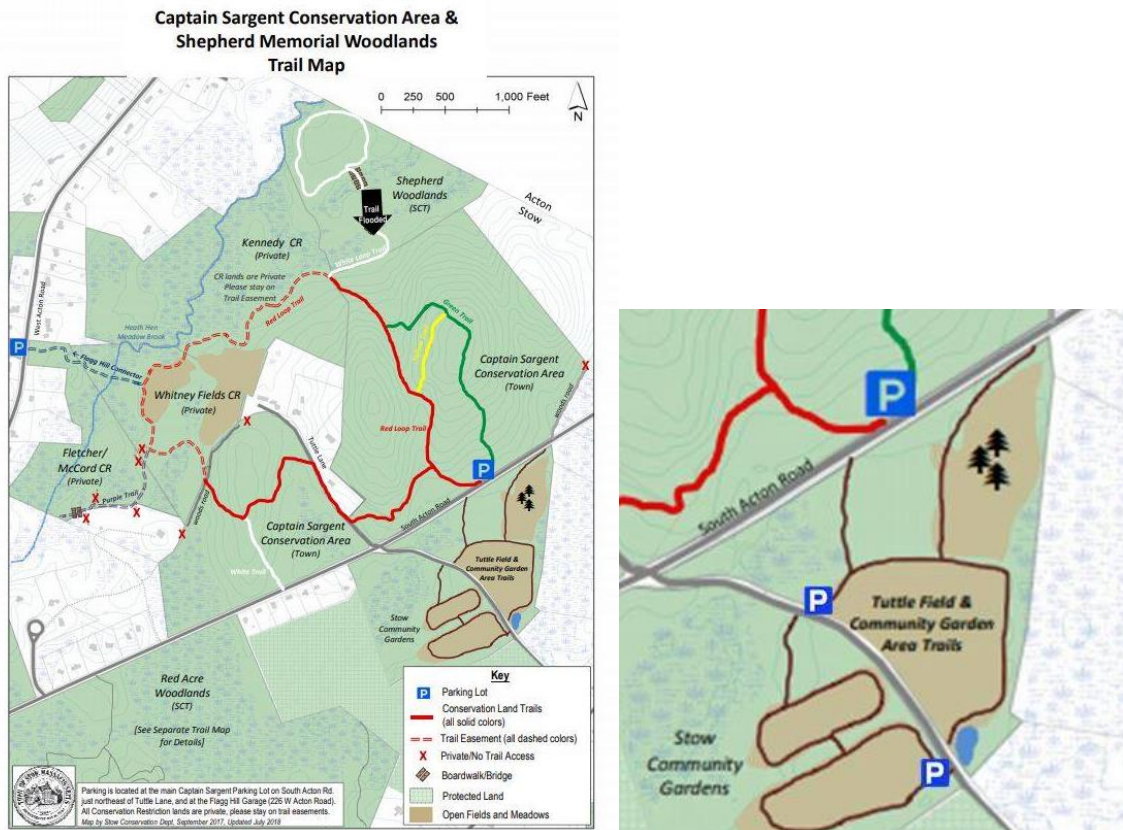 Captain Sargent Conservation Area &
Shepherd Memorial Woodlands
Trail Map
0 250 500 1,000 Feet
N
Shepherd
Woodlands
(SCT)
Acton
Stow
Trail
Flooded
White Loop Trail
Kennedy CR
(Private)
CR lands are Private
Please stay on
Trail Easement
Red Loop Trail
West Acton Road
Heath Hen
Meadow Brook
P
Flagg Hill Connector
Green Trail
Captain Sargent
Conservation Area
(Town)
X
woods road
Whitney Fields CR
(Private)
X
Tuttle Lane
Red Loop Trail
Fletcher/
McCord CR
(Private)
X
X
X
Purple Trail
X
X
X
woods road
P
South Acton Road
Captain Sargent
Conservation Area
(Town)
White Trail
Tuttle Field &
Community Garden
Area Trails
Stow
Community
Gardens
Red Acre
Woodlands
(SCT)
[See Separate Trail Map
for Details]
Key
P Parking Lot
Conservation Land Trails
(all solid colors)
Trail Easement (all dashed colors)
X Private/No Trail Access
Boardwalk/Bridge
Protected Land
Open Fields and Meadows
Parking is located at the main Captain Sargent Parking Lot on South Acton Rd.
just northeast of Tuttle Lane, and at the Flagg Hill Garage (226 W Acton Road).
All Conservation Restriction lands are private, please stay on trail easements.
Map by Stow Conservation Dept, September 2017, Updated July 2018
P
South Acton Road
P
Tuttle Field &
Community Garden
Area Trails
Stow
Community
Gardens
P